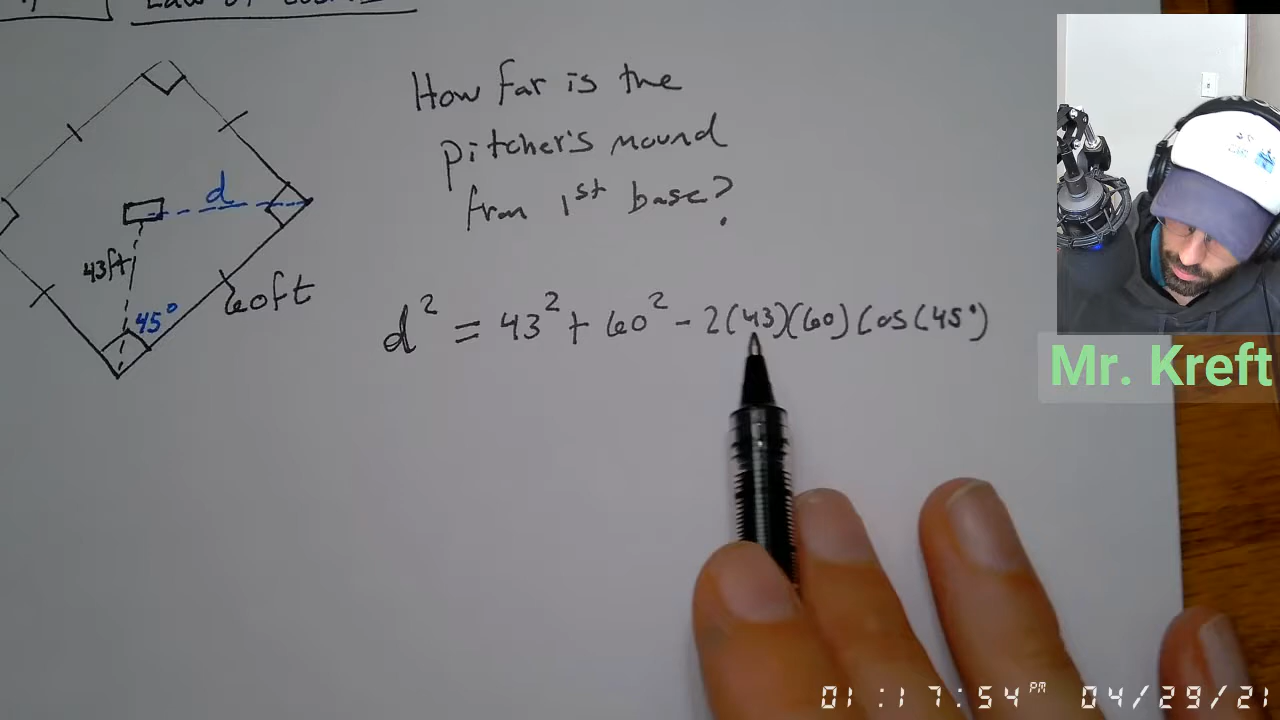 Law of
How far is the
pitcher's mound
from 1st base?
d
43ft
45°
60ft
d² = 43² + 60² - 2(43)(60) Cos(45°)
Mr. Kreft
01:17:54 PM 04/29/21